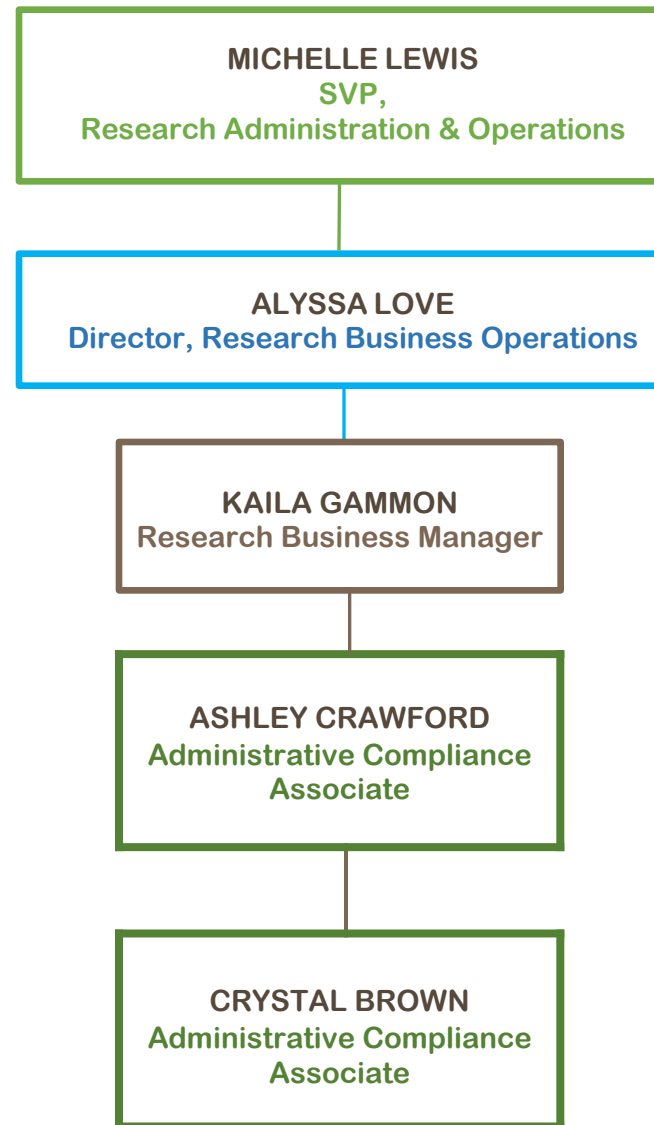 MICHELLE LEWIS
SVP,
Research Administration & Operations
ALYSSA LOVE
Director, Research Business Operations
KAILA GAMMON
Research Business Manager
ASHLEY CRAWFORD
Administrative Compliance
Associate
CRYSTAL BROWN
Administrative Compliance
Associate